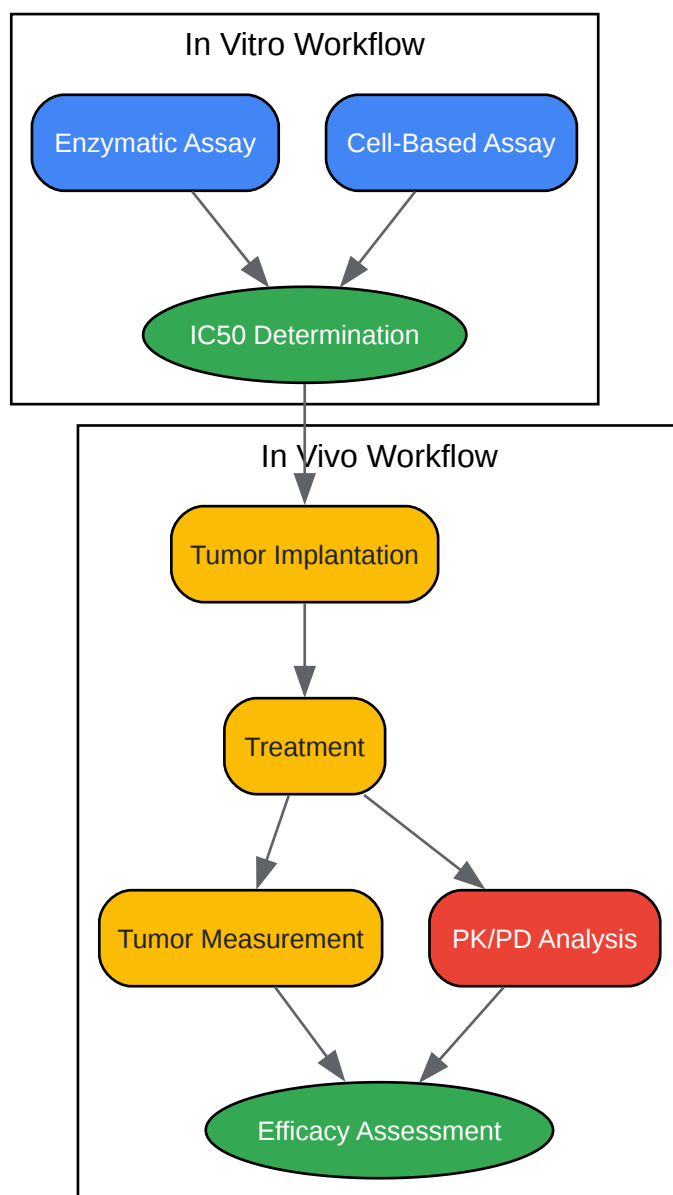 In Vitro Workflow
Enzymatic Assay
Cell-Based Assay
IC50 Determination
In Vivo Workflow
Tumor Implantation
Treatment
Tumor Measurement
PK/PD Analysis
Efficacy Assessment